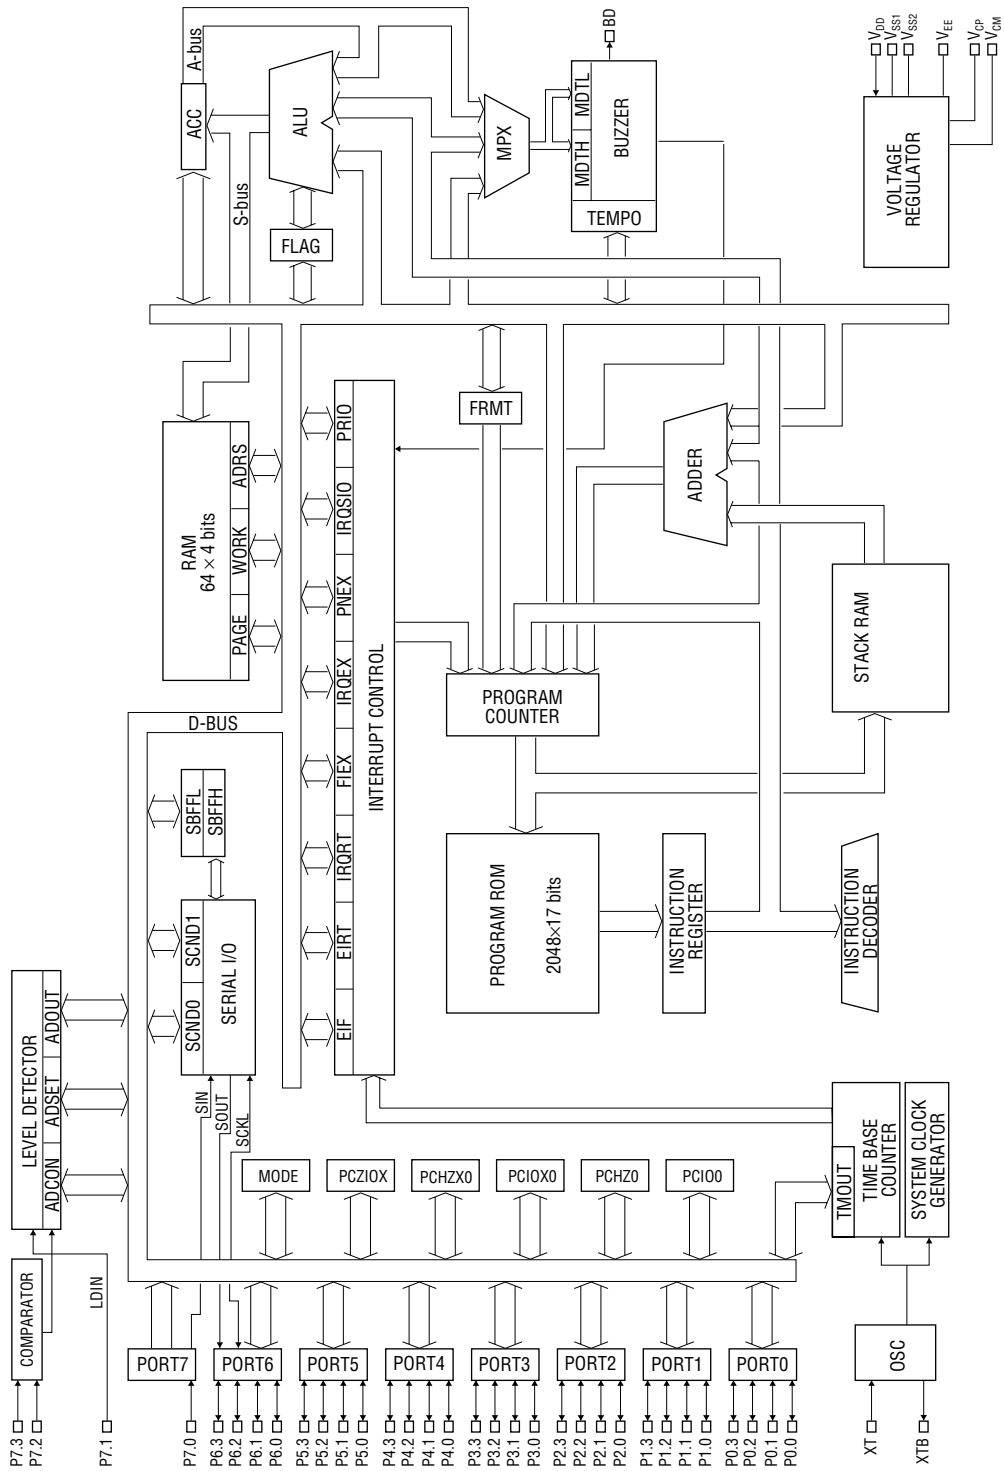 A-bus
ACC
S-bus
ALU
FLAG
MPX
MDTH
MDTL
BUZZER
TEMPO
BD
VOLTAGE
REGULATOR
VDD
VSS1
VSS2
VEE
VCP
VCM
RAM
64 × 4 bits
PAGE
WORK
ADRS
D-BUS
SBFFL
SBFFH
SCND0
SCND1
SERIAL I/O
SIN
SOUT
SCKL
EIF
EIRT
IRQRT
FIEX
IRQEX
PNEX
IRQSIO
PRIO
INTERRUPT CONTROL
FRMT
ADDER
PROGRAM
COUNTER
STACK RAM
PROGRAM ROM
2048×17 bits
INSTRUCTION
REGISTER
INSTRUCTION
DECODER
LEVEL DETECTOR
ADCON
ADSET
ADOUT
COMPARATOR
LDIN
MODE
PCZIOX
PCHZX0
PCIOX0
PCHZ0
PCIO0
TMOUT
TIME BASE
COUNTER
SYSTEM CLOCK
GENERATOR
OSC
XT
XTB
PORT7
PORT6
PORT5
PORT4
PORT3
PORT2
PORT1
PORT0
P7.3
P7.2
P7.1
P7.0
P6.3
P6.2
P6.1
P6.0
P5.3
P5.2
P5.1
P5.0
P4.3
P4.2
P4.1
P4.0
P3.3
P3.2
P3.1
P3.0
P2.3
P2.2
P2.1
P2.0
P1.3
P1.2
P1.1
P1.0
P0.3
P0.2
P0.1
P0.0